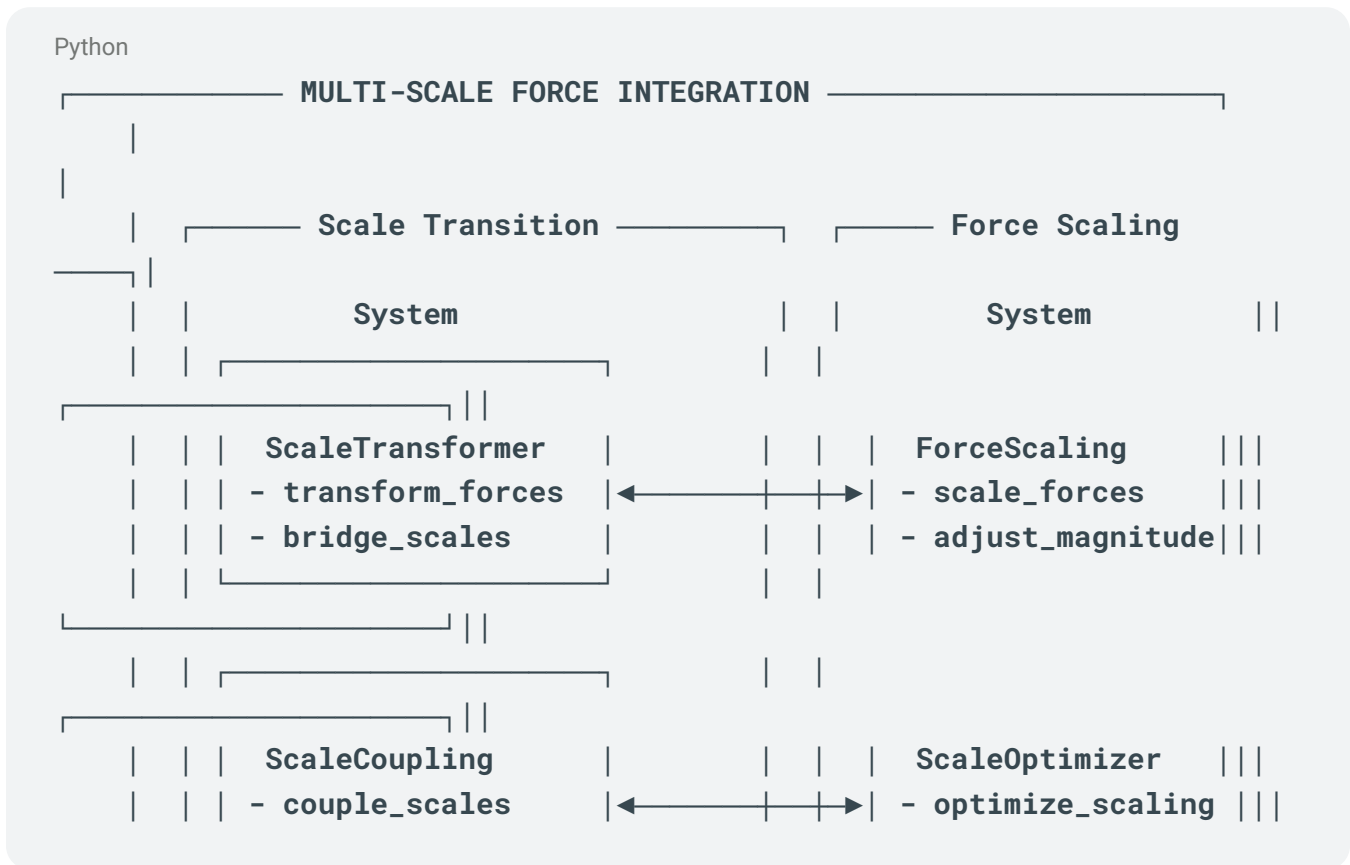 Python
┌───────────── MULTI-SCALE FORCE INTEGRATION ───────────────────────┐
│
│
│ ┌────── Scale Transition ─────────┐ ┌───── Force Scaling
────┐│
│ │ System │ │ System ││
│ │ ┌─────────────────────┐ │ │
┌─────────────────────┐││
│ │ │ ScaleTransformer │ │ │ │ ForceScaling │││
│ │ │ - transform_forces │◄───────┼──┼─►│ - scale_forces │││
│ │ │ - bridge_scales │ │ │ │ - adjust_magnitude│││
│ │ └─────────────────────┘ │ │
└─────────────────────┘││
│ │ ┌─────────────────────┐ │ │
┌─────────────────────┐││
│ │ │ ScaleCoupling │ │ │ │ ScaleOptimizer │││
│ │ │ - couple_scales │◄───────┼──┼─►│ - optimize_scaling │││